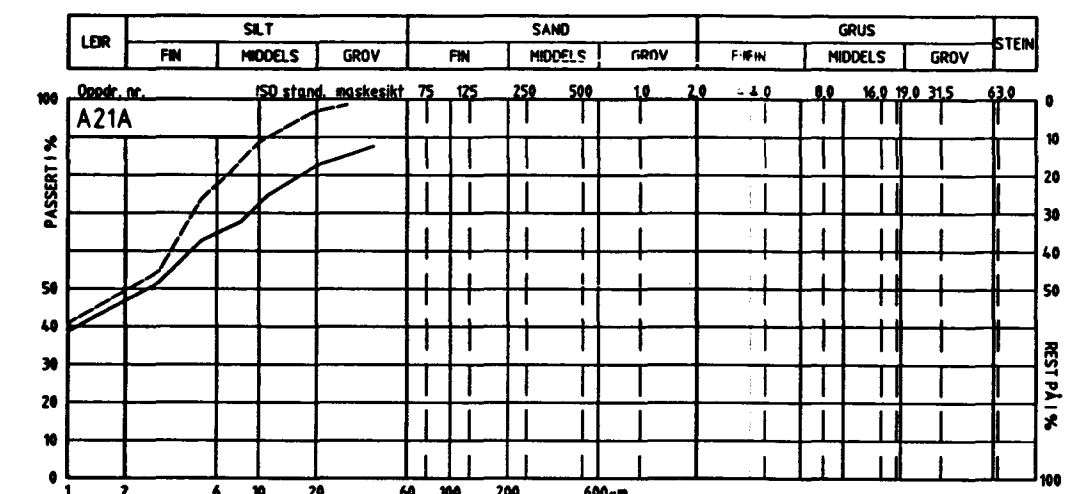 LEIR SILT SAND GRUS STEIN
FIN MIDDELS GROV FIN MIDDELS GROV MIDDELS GROV
Oppdr. nr. ISO stand. maskesikt 75 125 250 500 1.0 2.0 4.0 8.0 16.0 19.0 31.5 63.0
100 0
A21A
10
PASSERT I %
20
30
40
50 50
40
30
REST PÅ I %
20
10
0 100
1 2 6 10 20 60 100 200 600µm